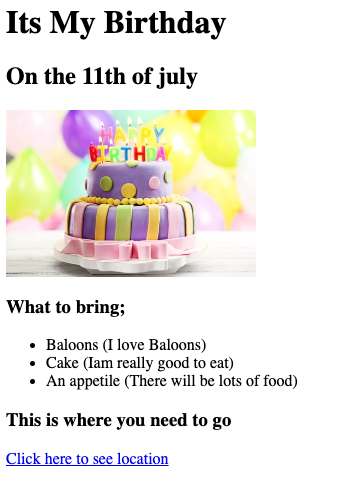 Its My Birthday
On the 11th of july
HAPPY
BIRTHDAY
What to bring;
Baloons (I love Baloons)
Cake (Iam really good to eat)
An appetile (There will be lots of food)
This is where you need to go
Click here to see location